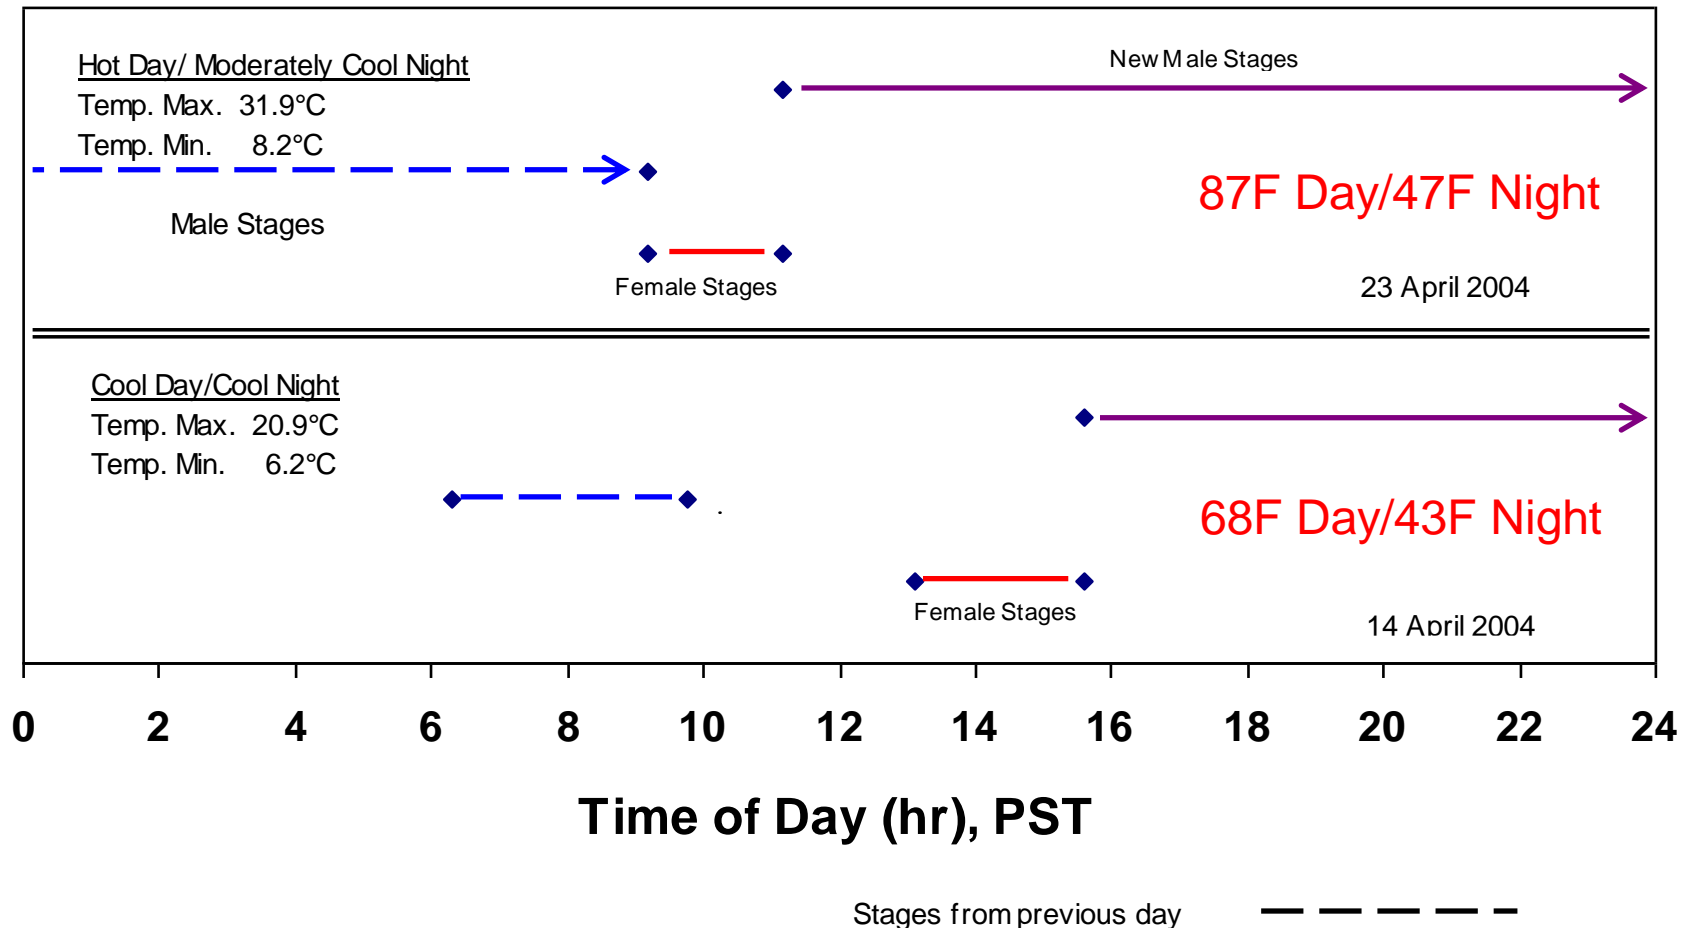 Hot Day/ Moderately Cool Night
Temp. Max. 31.9°C
Temp. Min. 8.2°C
Male Stages
New Male Stages
87F Day/47F Night
Female Stages
23 April 2004
Cool Day/Cool Night
Temp. Max. 20.9°C
Temp. Min. 6.2°C
68F Day/43F Night
Female Stages
14 April 2004
0 2 4 6 8 10 12 14 16 18 20 22 24
Time of Day (hr), PST
Stages from previous day